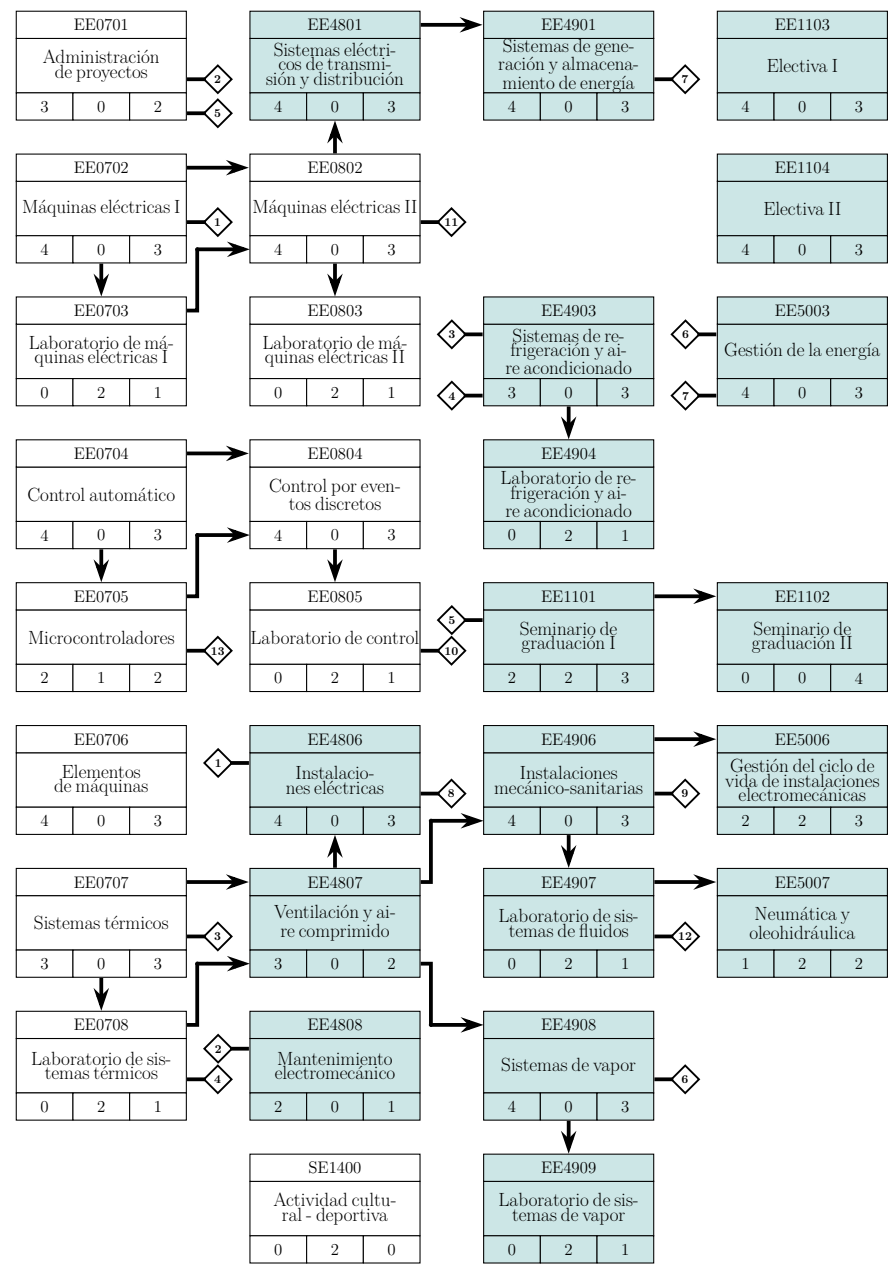 EE0701
Administración
de proyectos
3 0 2
2
5
EE0702
Máquinas eléctricas I
4 0 3
1
EE0703
Laboratorio de má-
quinas eléctricas I
0 2 1
EE0704
Control automático
4 0 3
EE0705
Microcontroladores
2 1 2
13
EE0706
Elementos
de máquinas
4 0 3
EE0707
Sistemas térmicos
3 0 3
3
EE0708
Laboratorio de sis-
temas térmicos
0 2 1
4
EE4801
Sistemas eléctri-
cos de transmi-
sión y distribución
4 0 3
EE0802
Máquinas eléctricas II
4 0 3
11
EE0803
Laboratorio de má-
quinas eléctricas II
0 2 1
EE0804
Control por even-
tos discretos
4 0 3
EE0805
Laboratorio de control
0 2 1
10
1
EE4806
Instalacio-
nes eléctricas
4 0 3
8
EE4807
Ventilación y ai-
re comprimido
3 0 2
2
EE4808
Mantenimiento
electromecánico
2 0 1
SE1400
Actividad cultu-
ral - deportiva
0 2 0
EE4901
Sistemas de gene-
ración y almacena-
miento de energía
4 0 3
7
3
4
EE4903
Sistemas de re-
frigeración y ai-
re acondicionado
3 0 3
EE4904
Laboratorio de re-
frigeración y ai-
re acondicionado
0 2 1
5
EE1101
Seminario de
graduación I
2 2 3
EE4906
Instalaciones
mecánico-sanitarias
4 0 3
9
EE4907
Laboratorio de sis-
temas de fluidos
0 2 1
12
EE4908
Sistemas de vapor
4 0 3
6
EE4909
Laboratorio de sis-
temas de vapor
0 2 1
EE1103
Electiva I
4 0 3
EE1104
Electiva II
4 0 3
6
7
EE5003
Gestión de la energía
4 0 3
EE1102
Seminario de
graduación II
0 0 4
EE5006
Gestión del ciclo de
vida de instalaciones
electromecánicas
2 2 3
EE5007
Neumática y
oleohidráulica
1 2 2